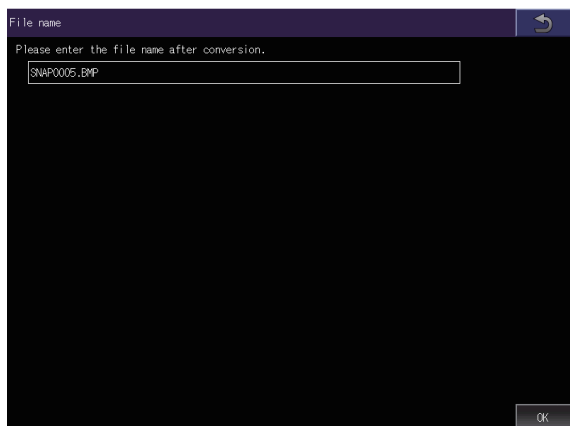 File name
Please enter the file name after conversion.
SNAP0005.BMP
OK